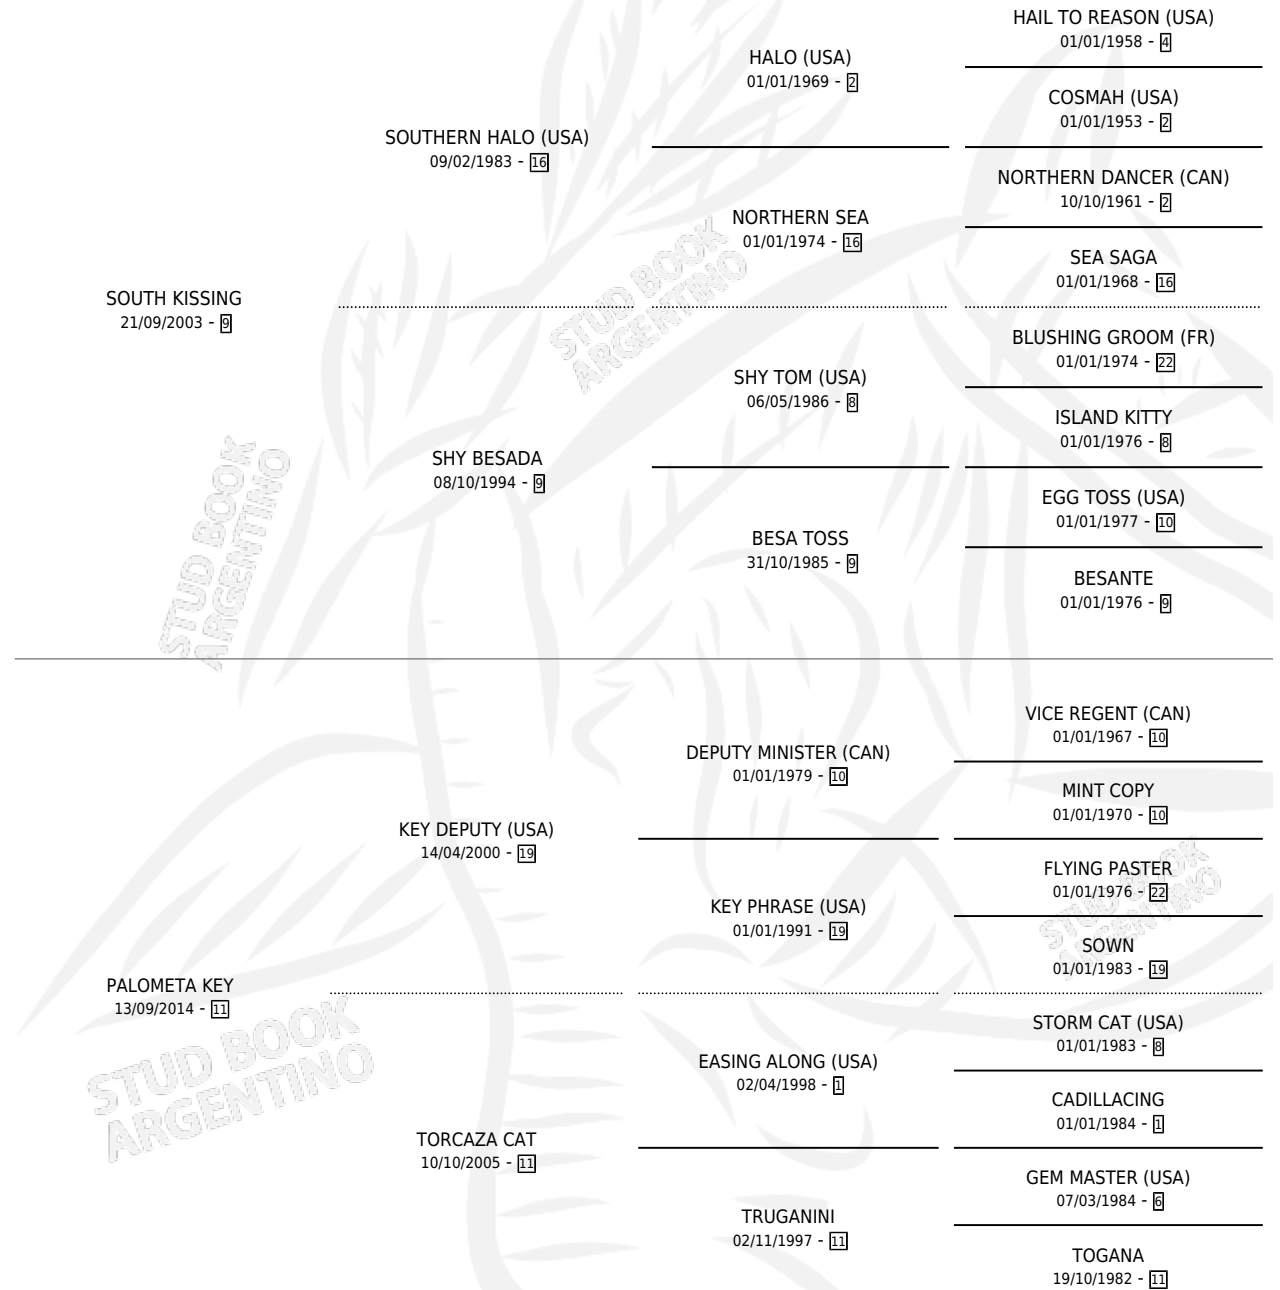 HAIL TO REASON (USA)
01/01/1958 - 4
HALO (USA)
01/01/1969 - 2
COSMAH (USA)
01/01/1953 - 2
SOUTHERN HALO (USA)
09/02/1983 - 16
NORTHERN DANCER (CAN)
10/10/1961 - 2
NORTHERN SEA
01/01/1974 - 16
SEA SAGA
01/01/1968 - 16
SOUTH KISSING
21/09/2003 - 9
BLUSHING GROOM (FR)
01/01/1974 - 22
SHY TOM (USA)
06/05/1986 - 8
ISLAND KITTY
01/01/1976 - 8
SHY BESADA
08/10/1994 - 9
EGG TOSS (USA)
01/01/1977 - 10
BESA TOSS
31/10/1985 - 9
BESANTE
01/01/1976 - 9
VICE REGENT (CAN)
01/01/1967 - 10
DEPUTY MINISTER (CAN)
01/01/1979 - 10
MINT COPY
01/01/1970 - 10
KEY DEPUTY (USA)
14/04/2000 - 19
FLYING PASTER
01/01/1976 - 22
KEY PHRASE (USA)
01/01/1991 - 19
SOWN
01/01/1983 - 19
PALOMETA KEY
13/09/2014 - 11
STORM CAT (USA)
01/01/1983 - 8
EASING ALONG (USA)
02/04/1998 - 1
CADILLACING
01/01/1984 - 1
TORCAZA CAT
10/10/2005 - 11
GEM MASTER (USA)
07/03/1984 - 6
TRUGANINI
02/11/1997 - 11
TOGANA
19/10/1982 - 11
STUD BOOK
ARGENTINO
STUD BOOK
ARGENTINO
STUD BOOK
ARGENTINO
STUD BOOK
ARGENTINO